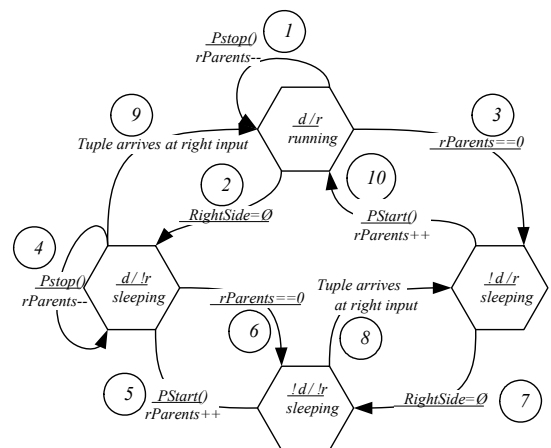 1
Pstop()
rParents--
9
d/r
running
3
Tuple arrives at right input
rParents==0
2
10
RightSide=Ø
PStart()
rParents++
4
Pstop()
rParents--
d/!r
sleeping
rParents==0
Tuple arrives
at right input
!d/r
sleeping
6
8
5
PStart()
rParents++
!d/!r
sleeping
RightSide=Ø
7